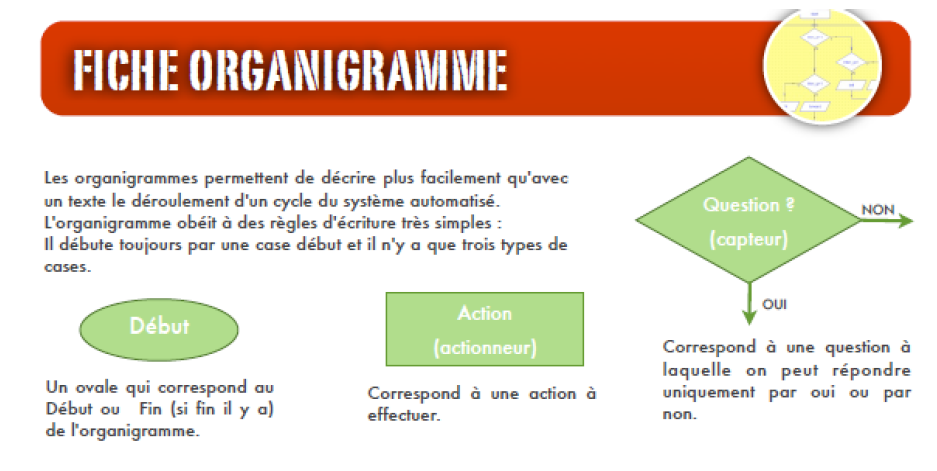 FICHE ORGANIGRAMME
Les organigrammes permettent de décrire plus facilement qu'avec
un texte le déroulement d'un cycle du système automatisé.
L'organigramme obéit à des règles d'écriture très simples :
Il débute toujours par une case début et il n'y a que trois types de
cases.
Début
Un ovale qui correspond au
Début ou Fin (si fin il y a)
de l'organigramme.
Action
(actionneur)
Correspond à une action à
effectuer.
Question ?
(capteur)
NON
OUI
Correspond à une question à
laquelle on peut répondre
uniquement par oui ou par
non.